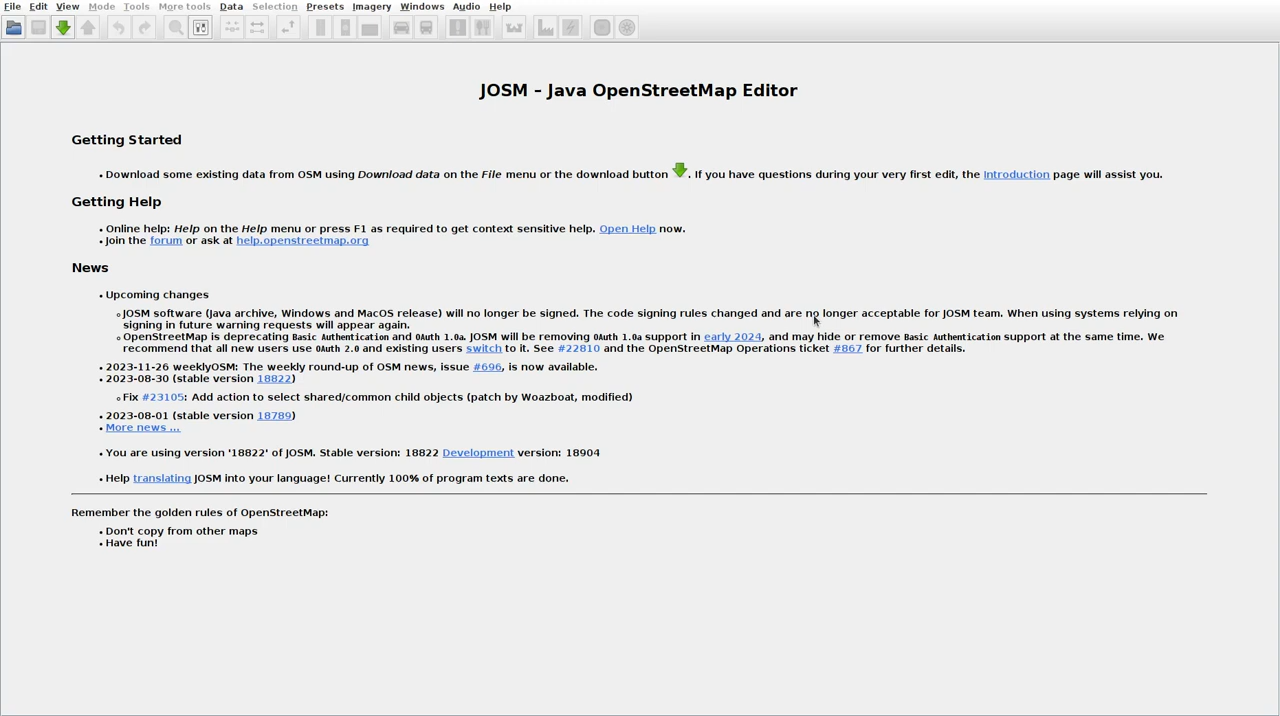 File Edit View Mode Tools More tools Selection Data Presets Imagery Windows Audio Help
JOSM – Java OpenStreetMap Editor
Getting Started
Download some existing data from OSM using Download data on the File menu or the download button . If you have questions during your very first edit, the Introduction page will assist you.
Getting Help
Online help: Help on the Help menu or press F1 as required to get context sensitive help. Open Help now.
Join the forum or ask at help.openstreetmap.org
News
Upcoming changes
JOSM software (Java archive, Windows and MacOS release) will no longer be signed. The code signing rules changed and are no longer acceptable for JOSM team. When using systems relying on
signing in future warning requests will appear again.
OpenStreetMap is deprecating Basic Authentication and OAuth 1.0a. JOSM will be removing OAuth 1.0a support in early 2024, and may hide or remove Basic Authentication support at the same time. We
recommend that all new users use OAuth 2.0 and existing users switch to it. See #22810 and the OpenStreetMap Operations ticket #867 for further details.
2023-11-26 weeklyOSM: The weekly round-up of OSM news, issue #696, is now available.
2023-08-30 (stable version 18822)
Fix #23105: Add action to select shared/common child objects (patch by Woazboat, modified)
2023-08-01 (stable version 18789)
More news ...
You are using version '18822' of JOSM. Stable version: 18822 Development version: 18904
Help translating JOSM into your language! Currently 100% of program texts are done.
Remember the golden rules of OpenStreetMap:
Don't copy from other maps
Have fun!